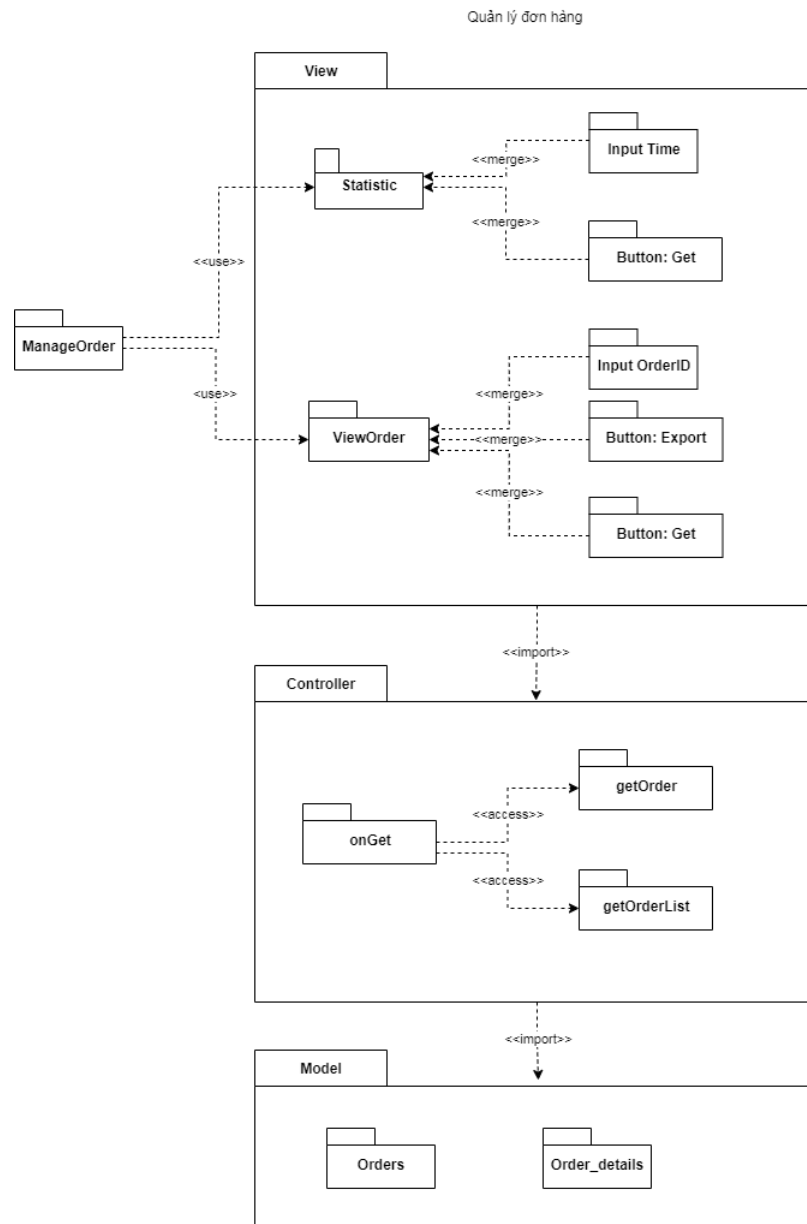 Quản lý đơn hàng
View
Input Time
<<merge>>
Statistic
<<merge>>
Button: Get
<<use>>
ManageOrder
Input OrderID
<use>>
<<merge>>
ViewOrder
<<merge>>
Button: Export
<<merge>>
Button: Get
<<import>>
Controller
getOrder
<<access>>
onGet
<<access>>
getOrderList
<<import>>
Model
Orders
Order_details